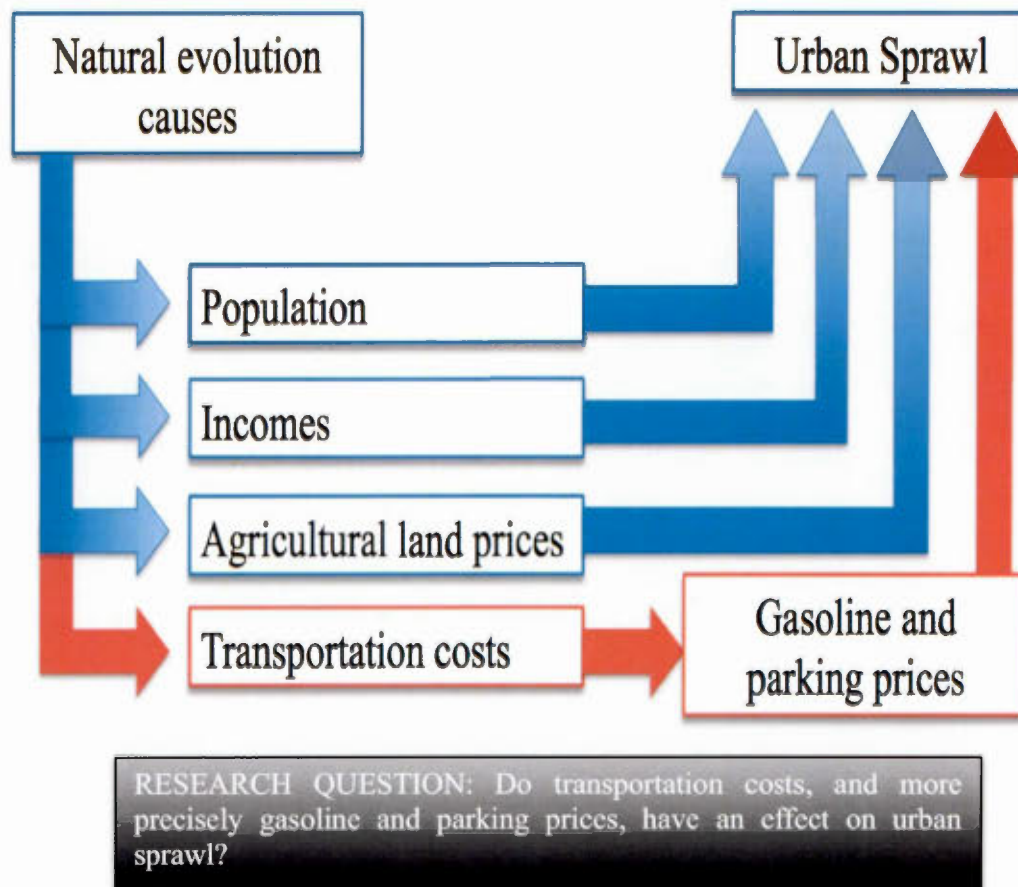 Natural evolution
causes
Urban Sprawl
Population
Incomes
Agricultural land prices
Transportation costs
Gasoline and
parking prices
RESEARCH QUESTION: Do transportation costs, and more
precisely gasoline and parking prices, have an effect on urban
sprawl?